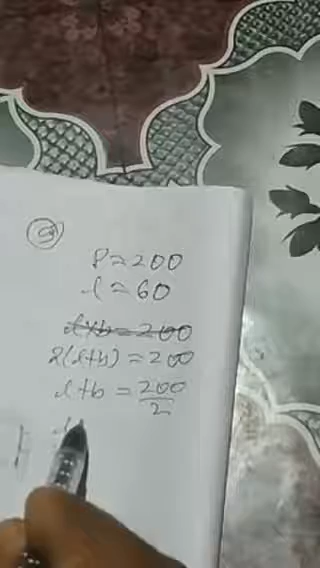 P = 200
l = 60
l×b = 200
2(l+b) = 200
l+b = 200/2